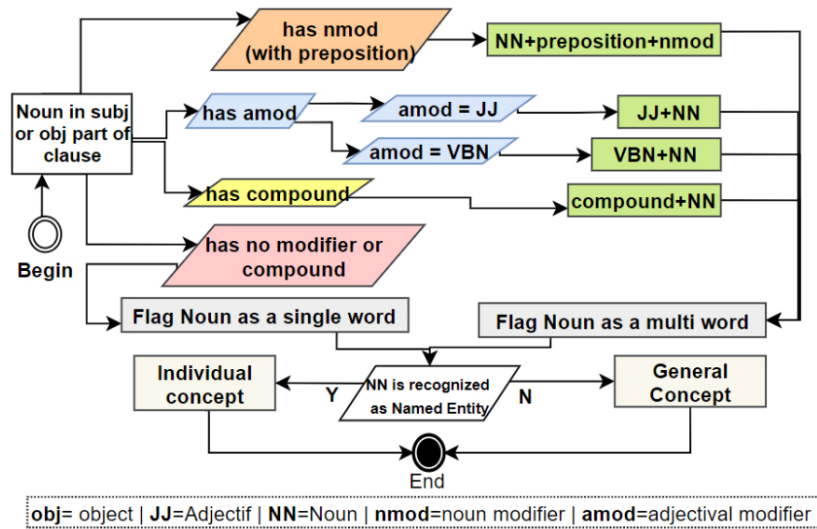 has nmod
(with preposition)
NN+preposition+nmod
Noun in subj
or obj part of
clause
has amod
amod = JJ
JJ+NN
amod = VBN
VBN+NN
has compound
compound+NN
Begin
has no modifier or
compound
Flag Noun as a single word
Flag Noun as a multi word
Individual
concept
Y
NN is recognized
as Named Entity
N
General
Concept
End
obj= object | JJ=Adjectif | NN=Noun | nmod=noun modifier | amod=adjectival modifier